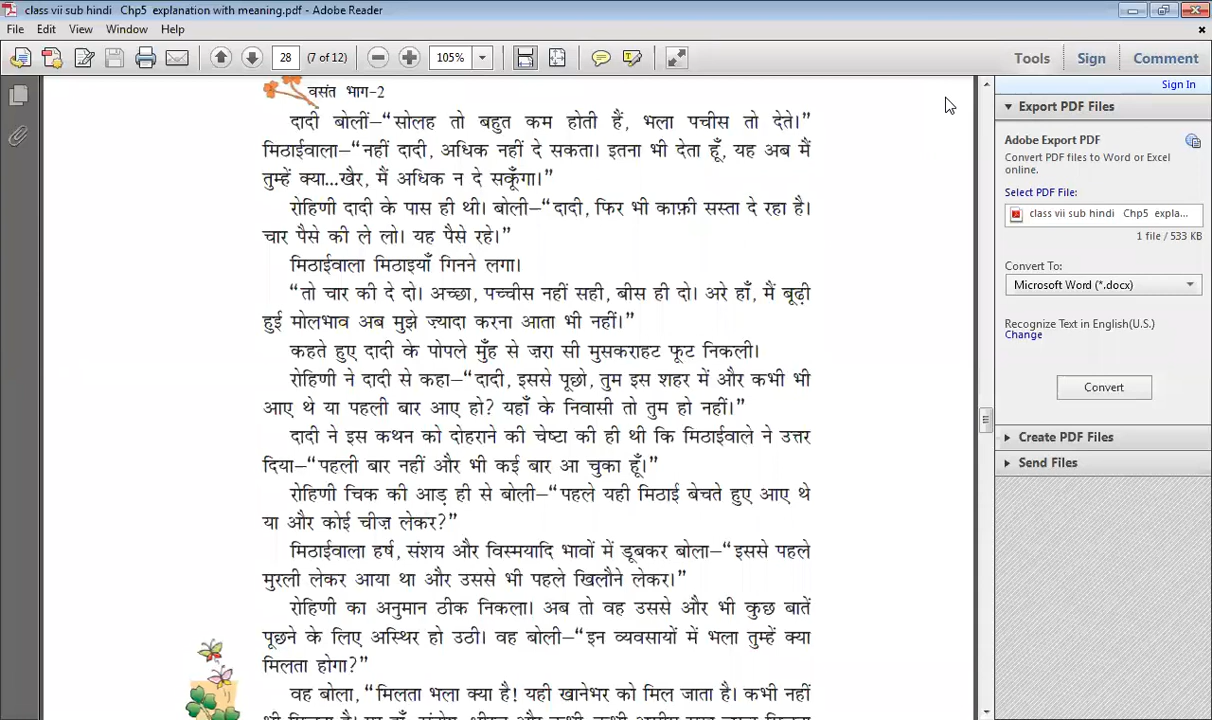 class vii sub hindi Chp5 explanation with meaning.pdf - Adobe Reader
File Edit View Window Help
28 (7 of 12) 105% Tools Sign Comment
Sign In
वसंत भाग-2
दादी बोलीं–“सोलह तो बहुत कम होती हैं, भला पचीस तो देते।”
मिठाईवाला–“नहीं दादी, अधिक नहीं दे सकता। इतना भी देता हूँ, यह अब मैं
तुम्हें क्या...खैर, मैं अधिक न दे सकूँगा।”
रोहिणी दादी के पास ही थी। बोली–“दादी, फिर भी काफ़ी सस्ता दे रहा है।
चार पैसे की ले लो। यह पैसे रहे।”
मिठाईवाला मिठाइयाँ गिनने लगा।
“तो चार की दे दो। अच्छा, पच्चीस नहीं सही, बीस ही दो। अरे हाँ, मैं बूढ़ी
हुई मोलभाव अब मुझे ज़्यादा करना आता भी नहीं।”
कहते हुए दादी के पोपले मुँह से ज़रा सी मुसकराहट फूट निकली।
रोहिणी ने दादी से कहा–“दादी, इससे पूछो, तुम इस शहर में और कभी भी
आए थे या पहली बार आए हो? यहाँ के निवासी तो तुम हो नहीं।”
दादी ने इस कथन को दोहराने की चेष्टा की ही थी कि मिठाईवाले ने उत्तर
दिया–“पहली बार नहीं और भी कई बार आ चुका हूँ।”
रोहिणी चिक की आड़ ही से बोली–“पहले यही मिठाई बेचते हुए आए थे
या और कोई चीज़ लेकर?”
मिठाईवाला हर्ष, संशय और विस्मयादि भावों में डूबकर बोला–“इससे पहले
मुरली लेकर आया था और उससे भी पहले खिलौने लेकर।”
रोहिणी का अनुमान ठीक निकला। अब तो वह उससे और भी कुछ बातें
पूछने के लिए अस्थिर हो उठी। वह बोली–“इन व्यवसायों में भला तुम्हें क्या
मिलता होगा?”
वह बोला, “मिलता भला क्या है! यही खानेभर को मिल जाता है। कभी नहीं
Export PDF Files
Adobe Export PDF
Convert PDF files to Word or Excel
online.
Select PDF File:
class vii sub hindi Chp5 expla...
1 file / 533 KB
Convert To:
Microsoft Word (*.docx)
Recognize Text in English(U.S.)
Change
Convert
Create PDF Files
Send Files